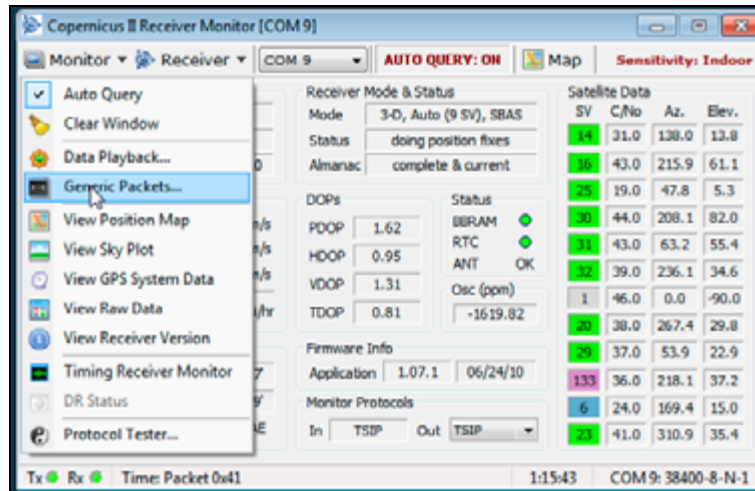 Copernicus II Receiver Monitor [COM 9]
Monitor Receiver COM 9 AUTO QUERY: ON Map Sensitivity: Indoor
Auto Query
Clear Window
Data Playback...
Generic Packets...
View Position Map
View Sky Plot
View GPS System Data
View Raw Data
View Receiver Version
Timing Receiver Monitor
DR Status
Protocol Tester...
Receiver Mode & Status
Mode 3-D, Auto (9 SV), SBAS
Status doing position fixes
Almanac complete & current
DOPs
PDOP 1.62
HDOP 0.95
VDOP 1.31
TDOP 0.81
Status
BBRAM
RTC
ANT OK
Osc (ppm)
-1619.82
Firmware Info
Application 1.07.1 06/24/10
Monitor Protocols
In TSIP Out TSIP
Satellite Data
SV C/No Az. Elev.
14 31.0 138.0 13.8
16 43.0 215.9 61.1
25 19.0 47.8 5.3
30 44.0 208.1 82.0
31 43.0 63.2 55.4
32 39.0 236.1 34.6
1 46.0 0.0 -90.0
20 38.0 267.4 29.8
29 37.0 53.9 22.9
133 36.0 218.1 37.2
6 24.0 169.4 15.0
23 41.0 310.9 35.4
Tx Rx Time: Packet 0x41 1:15:43 COM 9: 38400-8-N-1